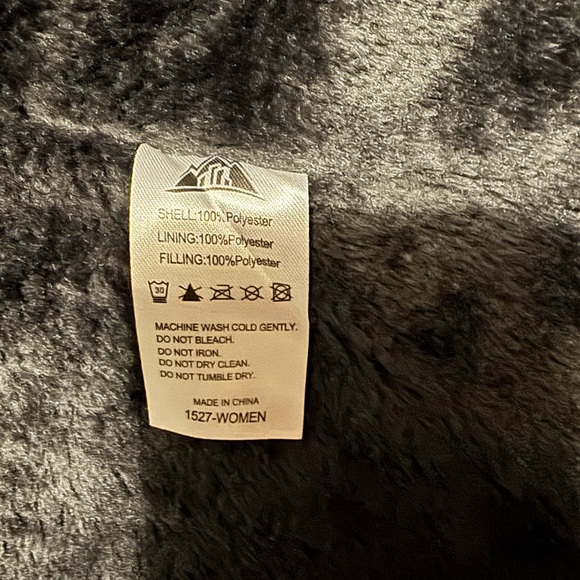 SHELL:100%Polyester
LINING:100%Polyester
FILLING:100%Polyester
30
MACHINE WASH COLD GENTLY.
DO NOT BLEACH.
DO NOT IRON.
DO NOT DRY CLEAN.
DO NOT TUMBLE DRY.
MADE IN CHINA
1527-WOMEN